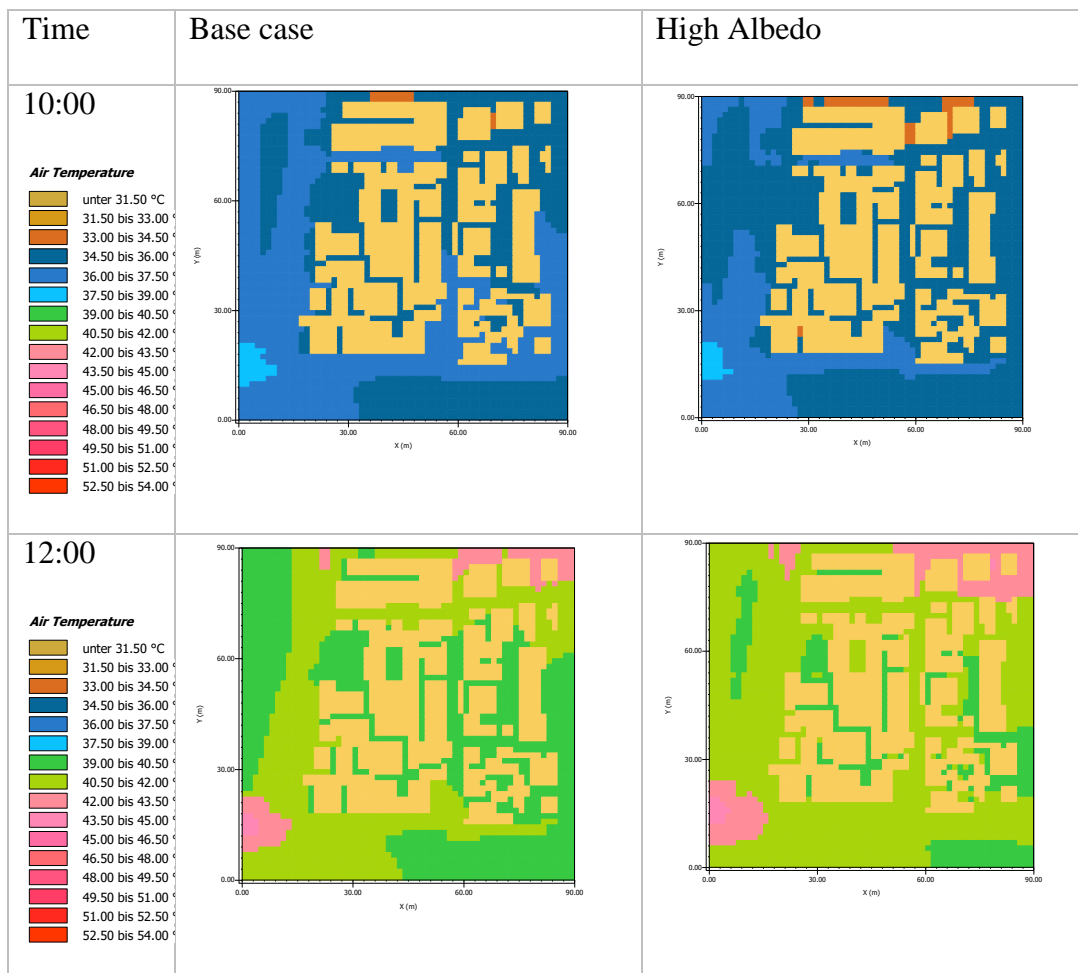 Time Base case High Albedo
10:00
Air Temperature
unter 31.50 °C
31.50 bis 33.00 °
33.00 bis 34.50 °
34.50 bis 36.00 °
36.00 bis 37.50 °
37.50 bis 39.00 °
39.00 bis 40.50 °
40.50 bis 42.00 °
42.00 bis 43.50 °
43.50 bis 45.00 °
45.00 bis 46.50 °
46.50 bis 48.00 °
48.00 bis 49.50 °
49.50 bis 51.00 °
51.00 bis 52.50 °
52.50 bis 54.00 °
90.00
60.00
30.00
0.00
Y (m)
0.00 30.00 60.00 90.00
X (m)
90.00
60.00
30.00
0.00
Y (m)
0.00 30.00 60.00 90.00
X (m)
12:00
Air Temperature
unter 31.50 °C
31.50 bis 33.00 °
33.00 bis 34.50 °
34.50 bis 36.00 °
36.00 bis 37.50 °
37.50 bis 39.00 °
39.00 bis 40.50 °
40.50 bis 42.00 °
42.00 bis 43.50 °
43.50 bis 45.00 °
45.00 bis 46.50 °
46.50 bis 48.00 °
48.00 bis 49.50 °
49.50 bis 51.00 °
51.00 bis 52.50 °
52.50 bis 54.00 °
90.00
60.00
30.00
0.00
Y (m)
0.00 30.00 60.00 90.00
X (m)
90.00
60.00
30.00
0.00
Y (m)
0.00 30.00 60.00 90.00
X (m)